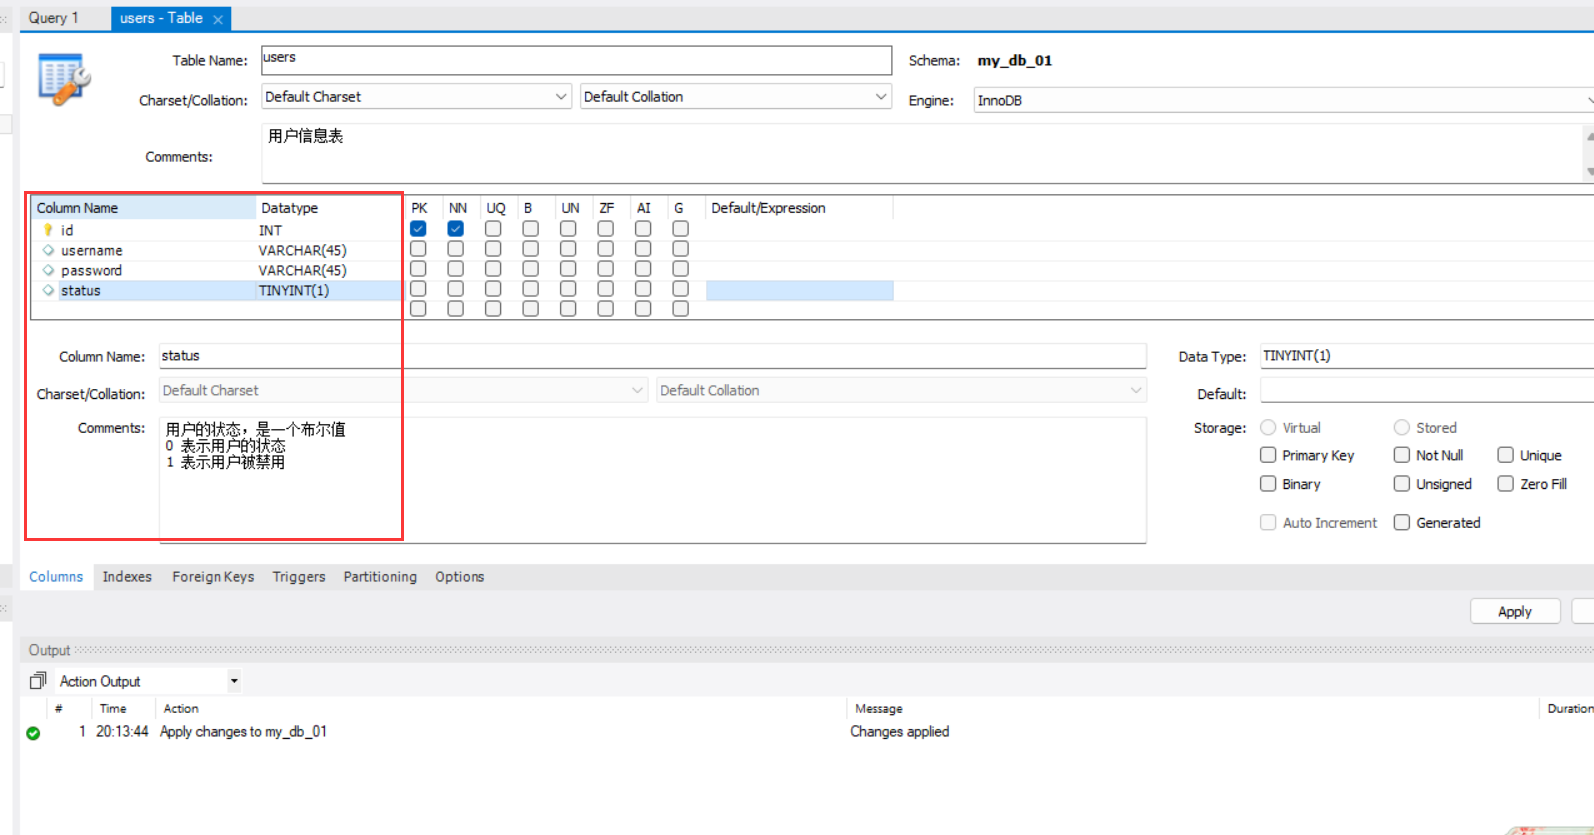 Query 1
users - Table
Table Name: users
Schema: my_db_01
Charset/Collation: Default Charset Default Collation
Engine: InnoDB
Comments: 用户信息表
Column Name Datatype PK NN UQ B UN ZF AI G Default/Expression
id INT
username VARCHAR(45)
password VARCHAR(45)
status TINYINT(1)
Column Name: status
Data Type: TINYINT(1)
Charset/Collation: Default Charset Default Collation
Default:
Comments: 用户的状态，是一个布尔值
0 表示用户的状态
1 表示用户被禁用
Storage: Virtual Stored
Primary Key Not Null Unique
Binary Unsigned Zero Fill
Auto Increment Generated
Columns Indexes Foreign Keys Triggers Partitioning Options
Apply
Output
Action Output
# Time Action Message Duration
1 20:13:44 Apply changes to my_db_01 Changes applied